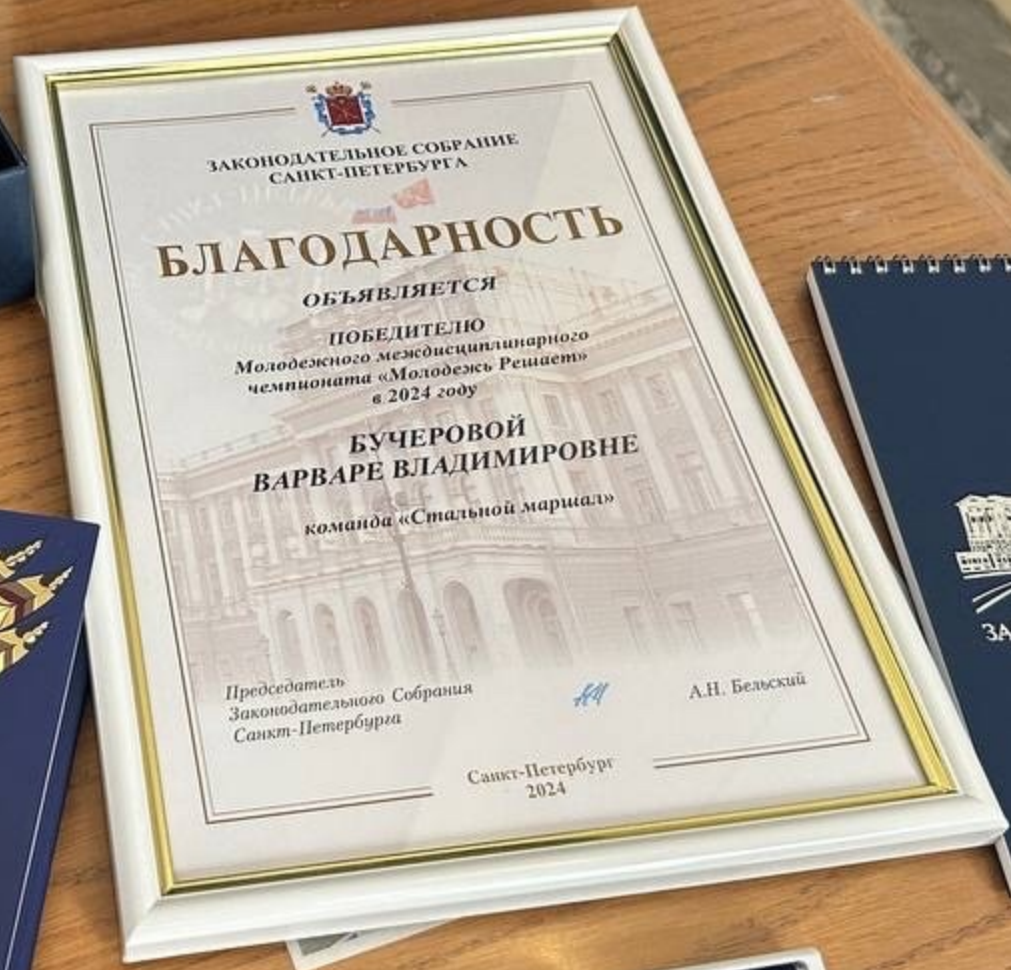 ЗАКОНОДАТЕЛЬНОЕ СОБРАНИЕ
САНКТ-ПЕТЕРБУРГА
БЛАГОДАРНОСТЬ
ОБЪЯВЛЯЕТСЯ
ПОБЕДИТЕЛЮ
Молодежного междисциплинарного
чемпионата «Молодежь Решает»
в 2024 году
БУЧЕРОВОЙ
ВАРВАРЕ ВЛАДИМИРОВНЕ
команда «Стальной маршал»
Председатель
Законодательного Собрания
Санкт-Петербурга
А.Н. Бельский
Санкт-Петербург
2024
ЗА